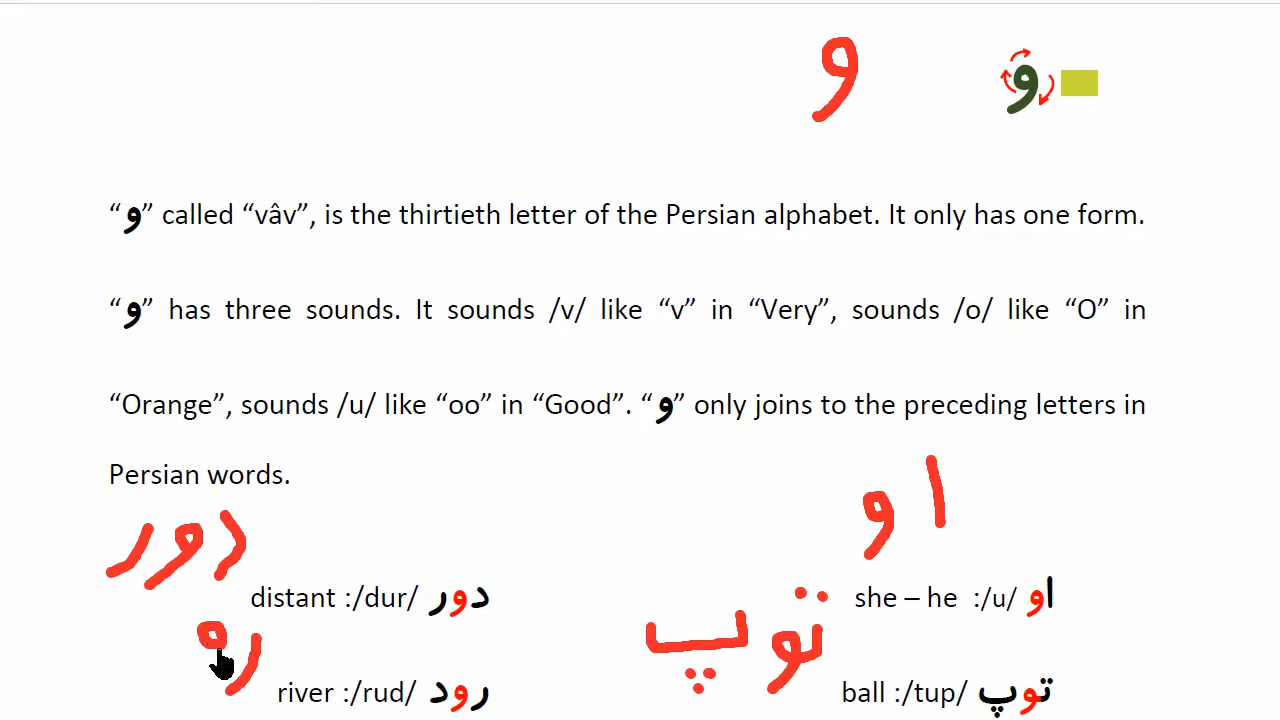 و و
“و” called “vâv”, is the thirtieth letter of the Persian alphabet. It only has one form.
“و” has three sounds. It sounds /v/ like “v” in “Very”, sounds /o/ like “O” in
“Orange”, sounds /u/ like “oo” in “Good”. “و” only joins to the preceding letters in
Persian words.
او
دور
distant :/dur/ دور
she – he :/u/ او
توپ
river :/rud/ رود
ball :/tup/ توپ